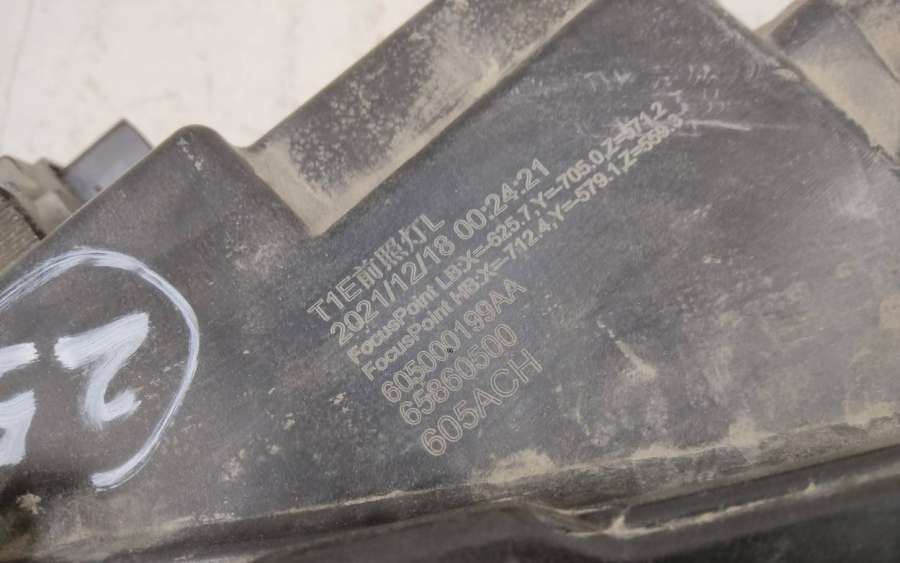 T1E前照灯L
2021/12/18 00:24:21
FocusPoint LB:X=-625.7,Y=-705.0 Z=571.2
FocusPoint HB:X=-712.4,Y=-579.1 Z=559.3
605000199AA
65860500
605ACH